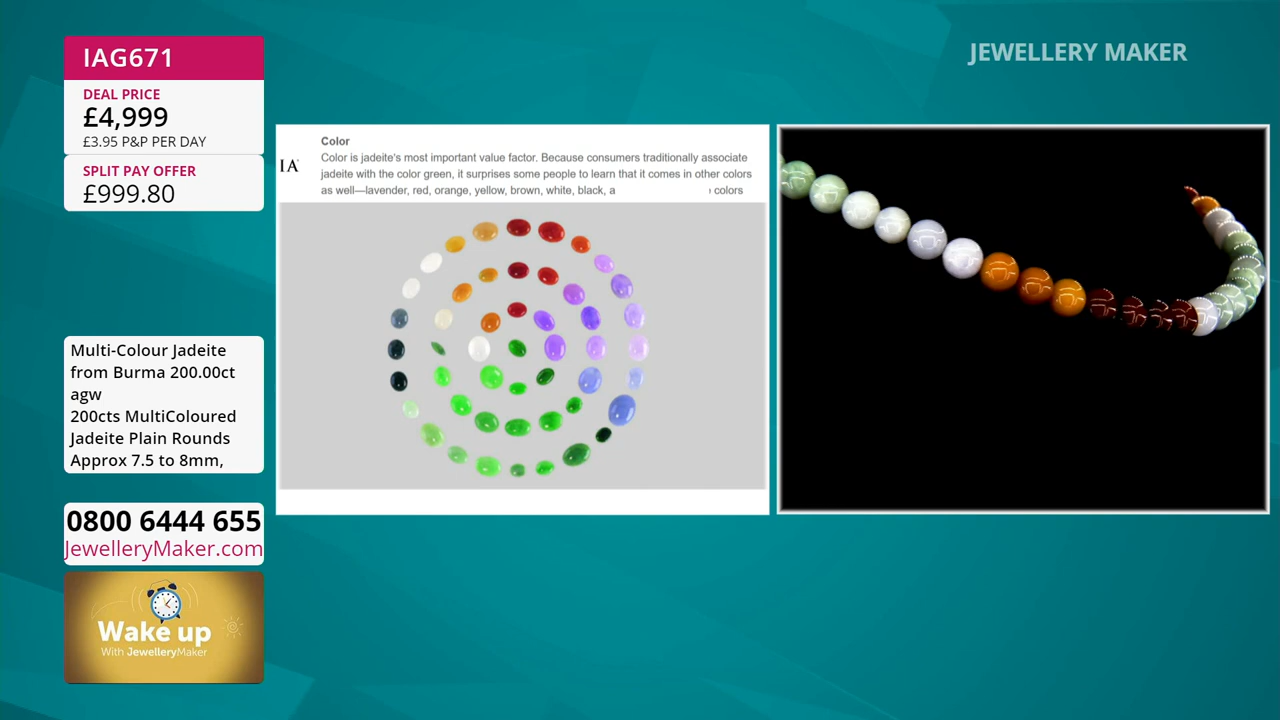 IAG671
DEAL PRICE
£4,999
£3.95 P&P PER DAY
SPLIT PAY OFFER
£999.80
Multi-Colour Jadeite
from Burma 200.00ct
agw
200cts MultiColoured
Jadeite Plain Rounds
Approx 7.5 to 8mm,
0800 6444 655
JewelleryMaker.com
Wake up
With JewelleryMaker
IA
Color
Color is jadeite's most important value factor. Because consumers traditionally associate
jadeite with the color green, it surprises some people to learn that it comes in other colors
as well—lavender, red, orange, yellow, brown, white, black, a colors
JEWELLERY MAKER